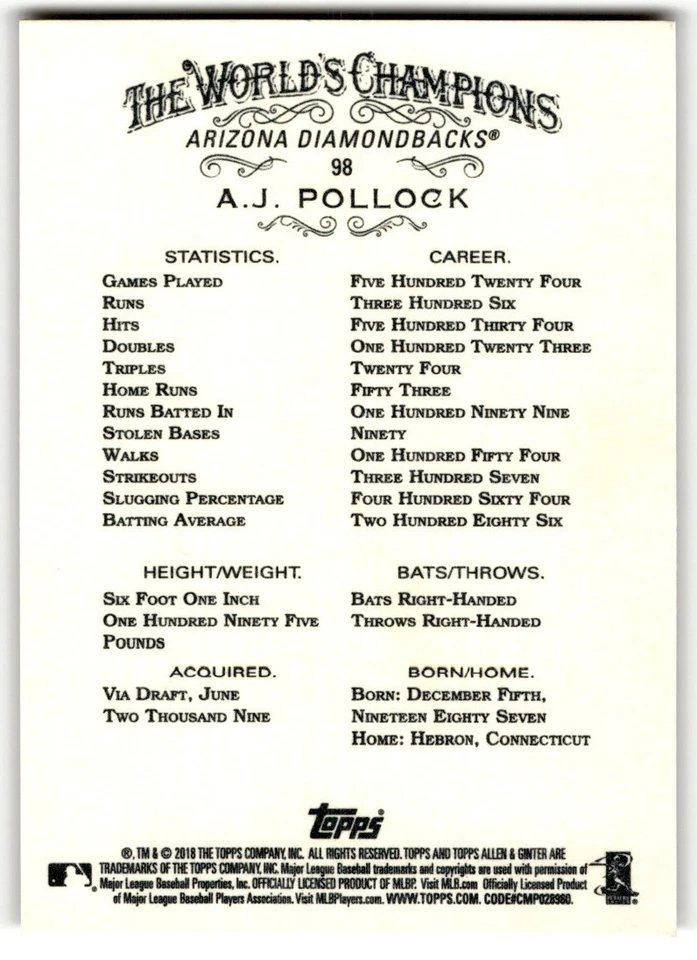 THE WORLD'S CHAMPIONS
ARIZONA DIAMONDBACKS®
98
A.J. POLLOCK
STATISTICS. CAREER.
GAMES PLAYED FIVE HUNDRED TWENTY FOUR
RUNS THREE HUNDRED SIX
HITS FIVE HUNDRED THIRTY FOUR
DOUBLES ONE HUNDRED TWENTY THREE
TRIPLES TWENTY FOUR
HOME RUNS FIFTY THREE
RUNS BATTED IN ONE HUNDRED NINETY NINE
STOLEN BASES NINETY
WALKS ONE HUNDRED FIFTY FOUR
STRIKEOUTS THREE HUNDRED SEVEN
SLUGGING PERCENTAGE FOUR HUNDRED SIXTY FOUR
BATTING AVERAGE TWO HUNDRED EIGHTY SIX
HEIGHT/WEIGHT.
SIX FOOT ONE INCH
ONE HUNDRED NINETY FIVE
POUNDS
BATS/THROWS.
BATS RIGHT-HANDED
THROWS RIGHT-HANDED
ACQUIRED.
VIA DRAFT, JUNE
TWO THOUSAND NINE
BORN/HOME.
BORN: DECEMBER FIFTH,
NINETEEN EIGHTY SEVEN
HOME: HEBRON, CONNECTICUT
Topps®
®, TM & © 2018 THE TOPPS COMPANY, INC. ALL RIGHTS RESERVED. TOPPS AND TOPPS ALLEN & GINTER ARE
TRADEMARKS OF THE TOPPS COMPANY, INC. Major League Baseball trademarks and copyrights are used with permission of
Major League Baseball Properties, Inc. OFFICIALLY LICENSED PRODUCT OF MLBP. Visit MLB.com Officially Licensed Product
of Major League Baseball Players Association. Visit MLBPlayers.com. WWW.TOPPS.COM. CODE#CMP028980.